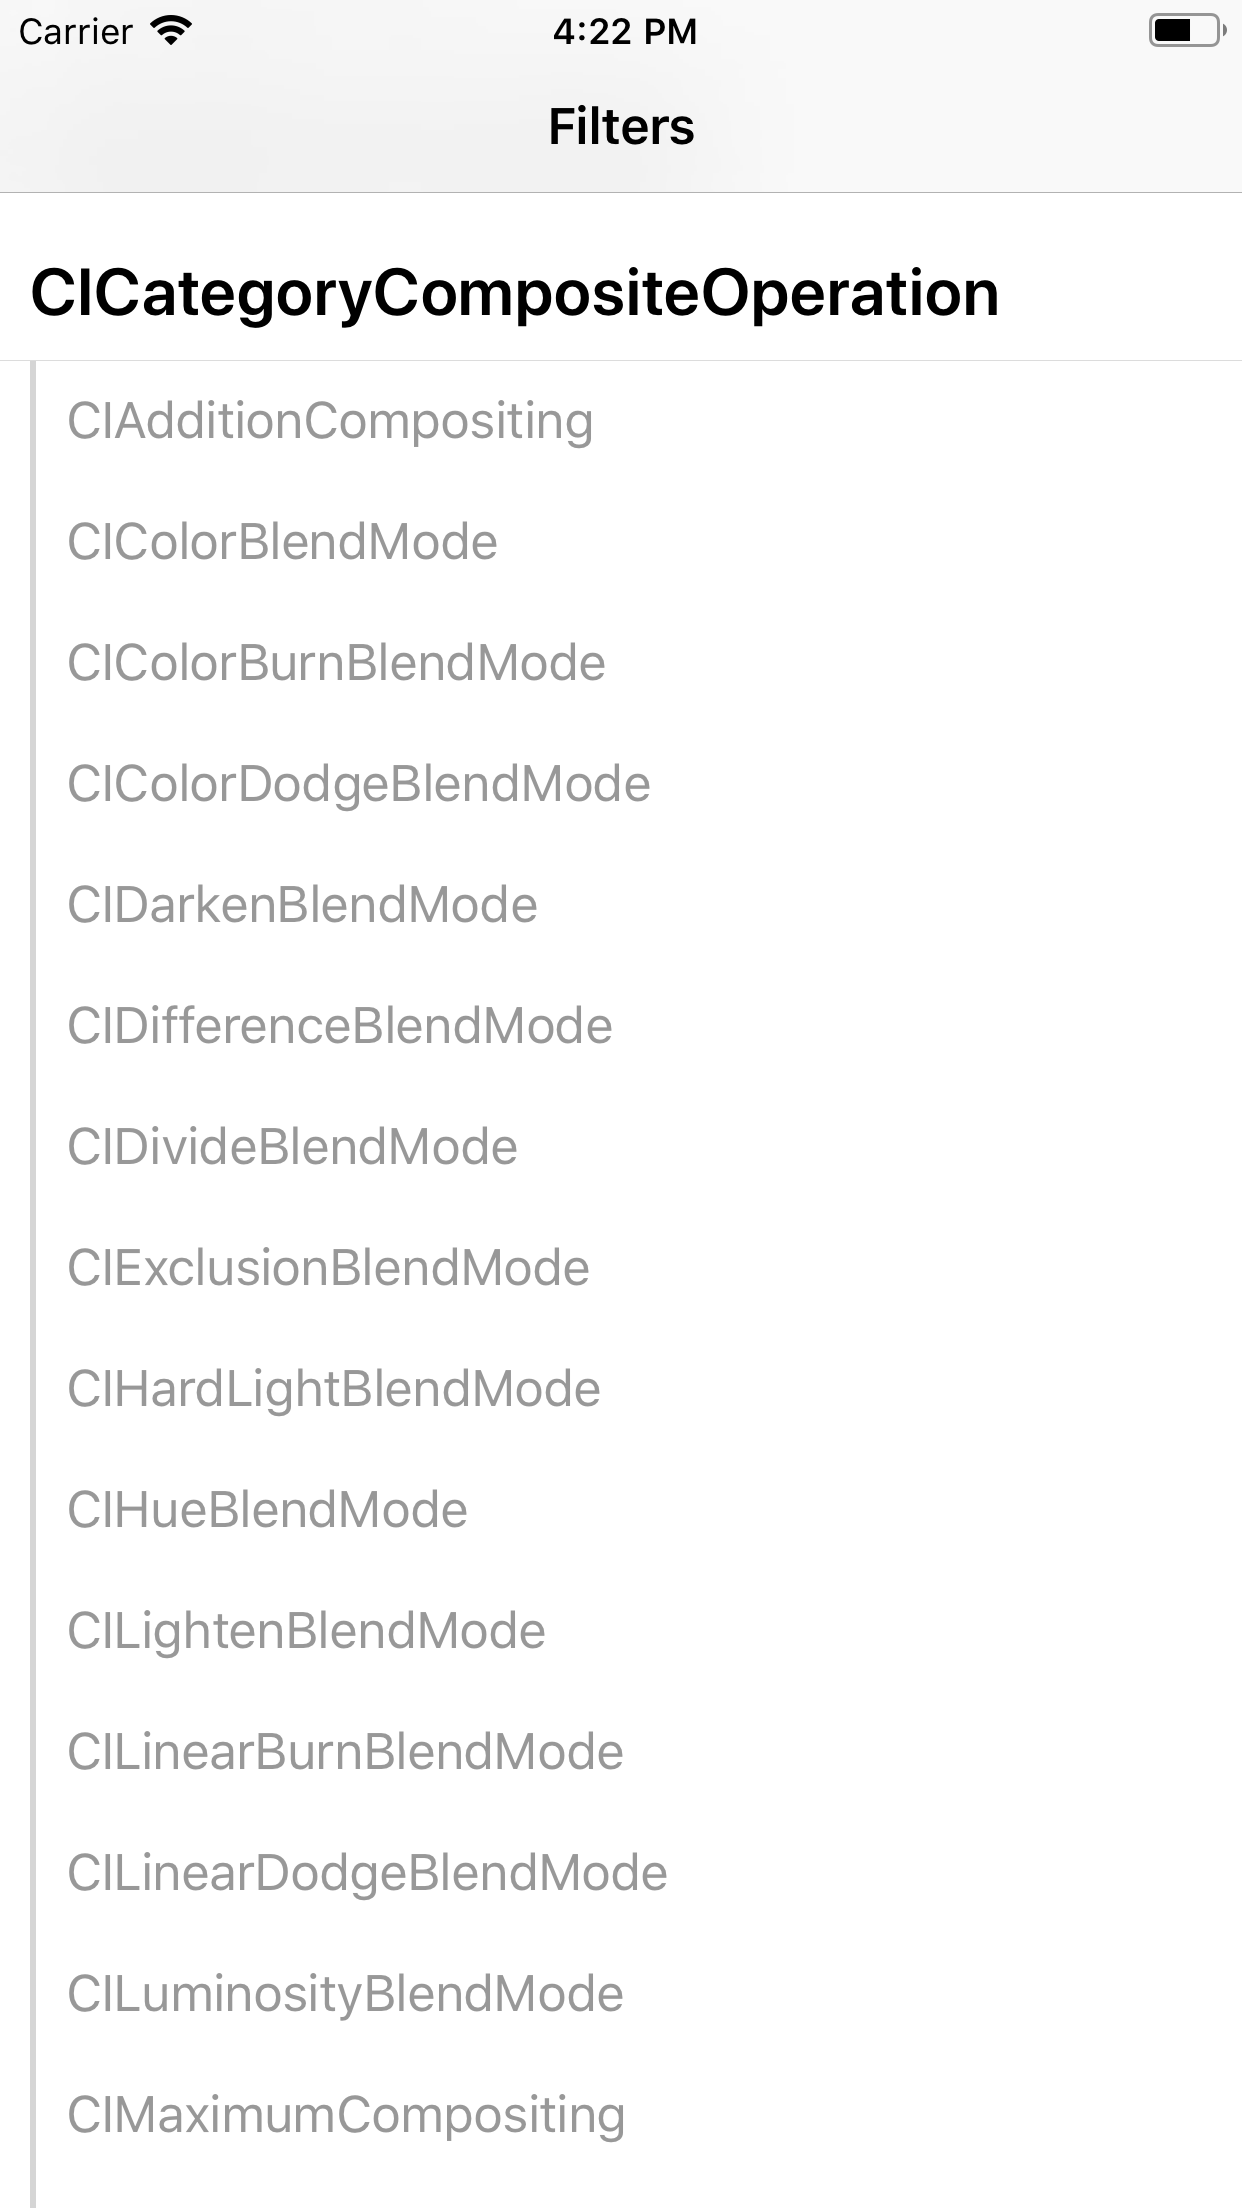 Carrier 4:22 PM
Filters
CICategoryCompositeOperation
CIAdditionCompositing
CIColorBlendMode
CIColorBurnBlendMode
CIColorDodgeBlendMode
CIDarkenBlendMode
CIDifferenceBlendMode
CIDivideBlendMode
CIExclusionBlendMode
CIHardLightBlendMode
CIHueBlendMode
CILightenBlendMode
CILinearBurnBlendMode
CILinearDodgeBlendMode
CILuminosityBlendMode
CIMaximumCompositing